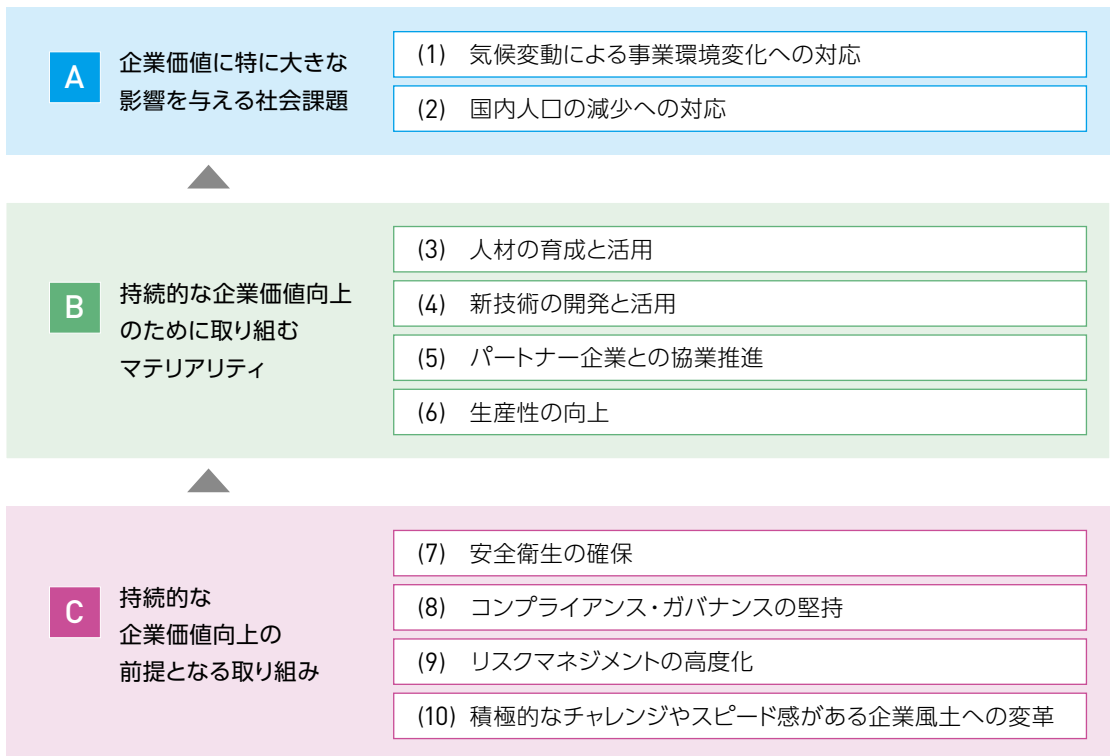 A
企業価値に特に大きな
影響を与える社会課題
(1) 気候変動による事業環境変化への対応
(2) 国内人口の減少への対応
B
持続的な企業価値向上
のために取り組む
マテリアリティ
(3) 人材の育成と活用
(4) 新技術の開発と活用
(5) パートナー企業との協業推進
(6) 生産性の向上
C
持続的な
企業価値向上の
前提となる取り組み
(7) 安全衛生の確保
(8) コンプライアンス・ガバナンスの堅持
(9) リスクマネジメントの高度化
(10) 積極的なチャレンジやスピード感がある企業風土への変革